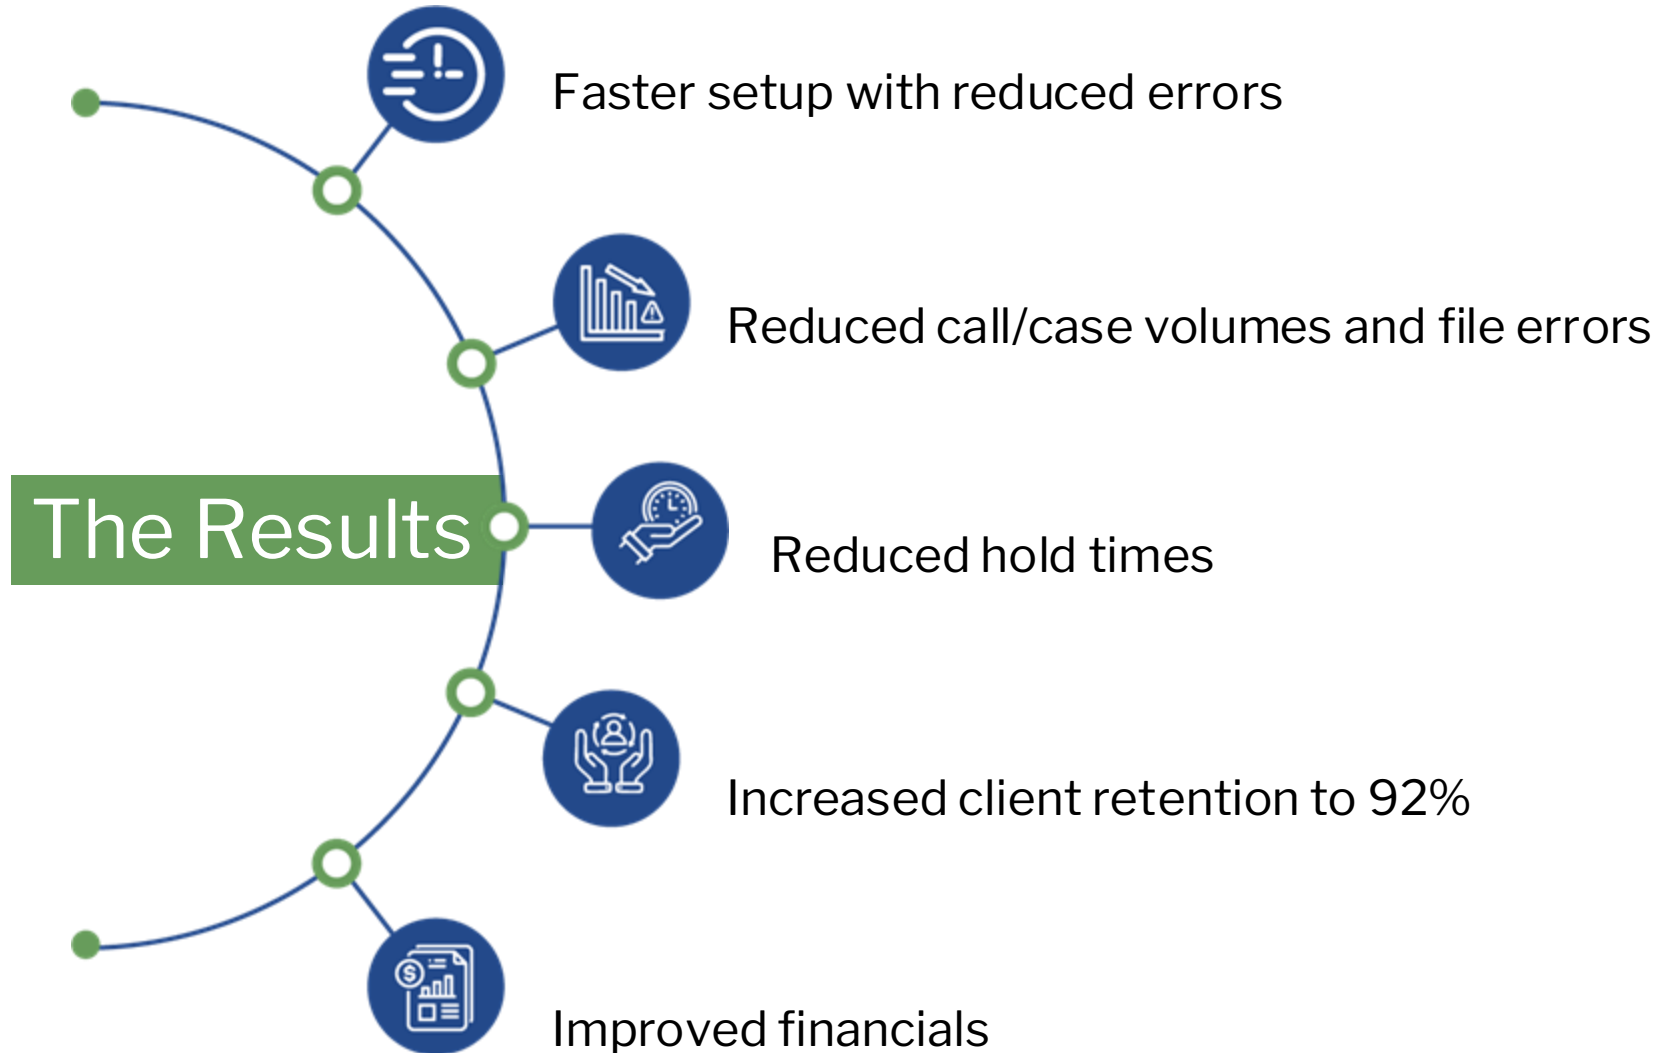 Faster setup with reduced errors
Reduced call/case volumes and file errors
The Results
Reduced hold times
Increased client retention to 92%
Improved financials